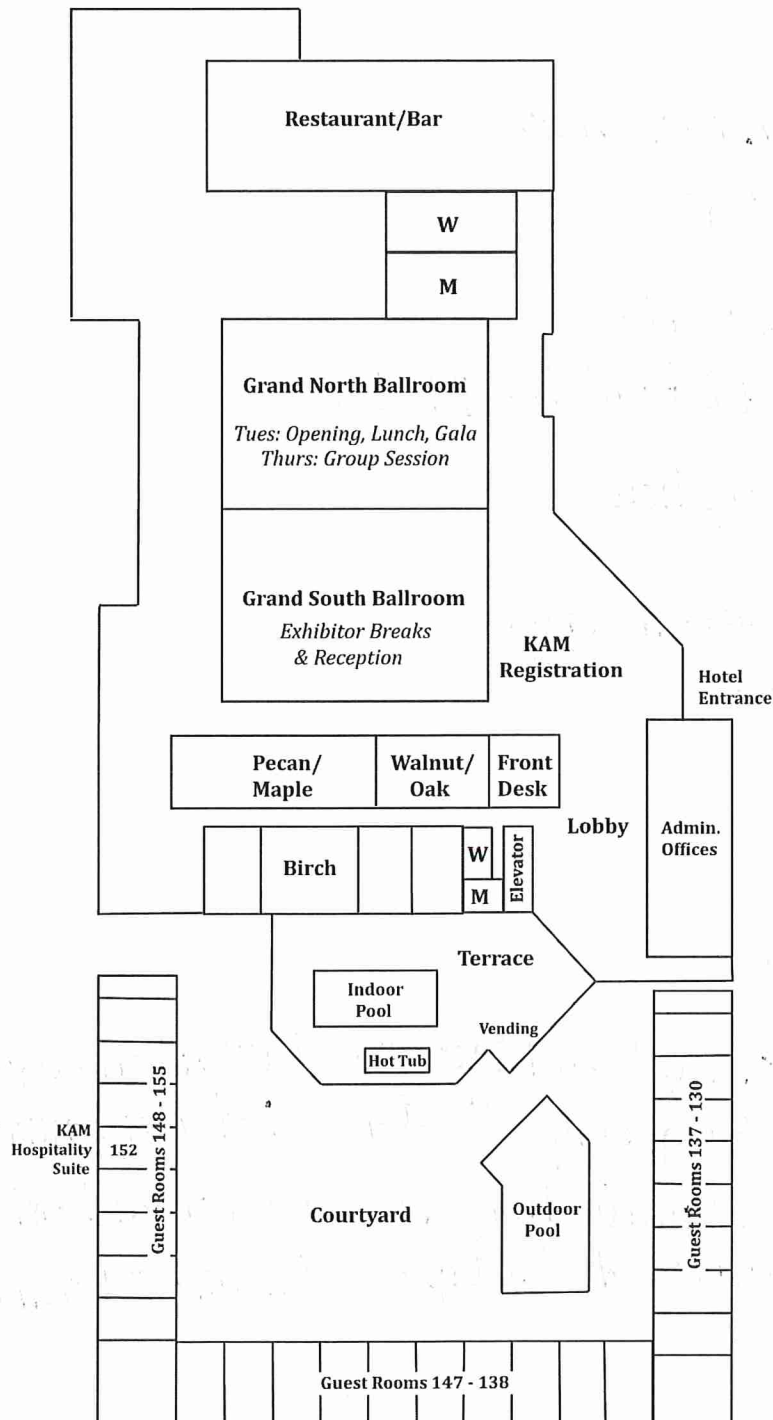 Restaurant/Bar
W
M
Grand North Ballroom
Tues: Opening, Lunch, Gala
Thurs: Group Session
Grand South Ballroom
Exhibitor Breaks
& Reception
KAM
Registration
Hotel
Entrance
Pecan/
Maple
Walnut/
Oak
Front
Desk
Lobby
Admin.
Offices
Birch
W
M
Elevator
Terrace
Indoor
Pool
Vending
Hot Tub
Guest Rooms 148 - 155
KAM
Hospitality
Suite
152
Guest Rooms 137 - 130
Courtyard
Outdoor
Pool
Guest Rooms 147 - 138